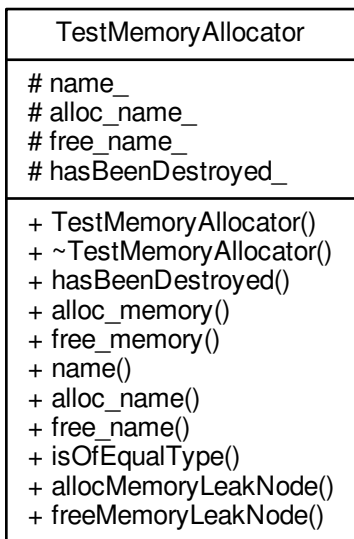 TestMemoryAllocator
# name_
# alloc_name_
# free_name_
# hasBeenDestroyed_
+ TestMemoryAllocator()
+ ~TestMemoryAllocator()
+ hasBeenDestroyed()
+ alloc_memory()
+ free_memory()
+ name()
+ alloc_name()
+ free_name()
+ isOfEqualType()
+ allocMemoryLeakNode()
+ freeMemoryLeakNode()